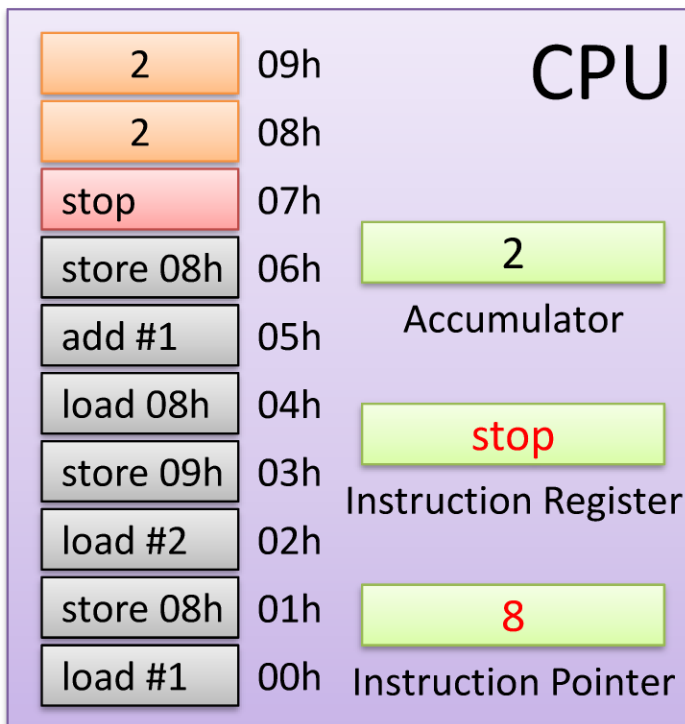 CPU
2 09h
2 08h
stop 07h
store 08h 06h
add #1 05h
load 08h 04h
store 09h 03h
load #2 02h
store 08h 01h
load #1 00h
2
Accumulator
stop
Instruction Register
8
Instruction Pointer